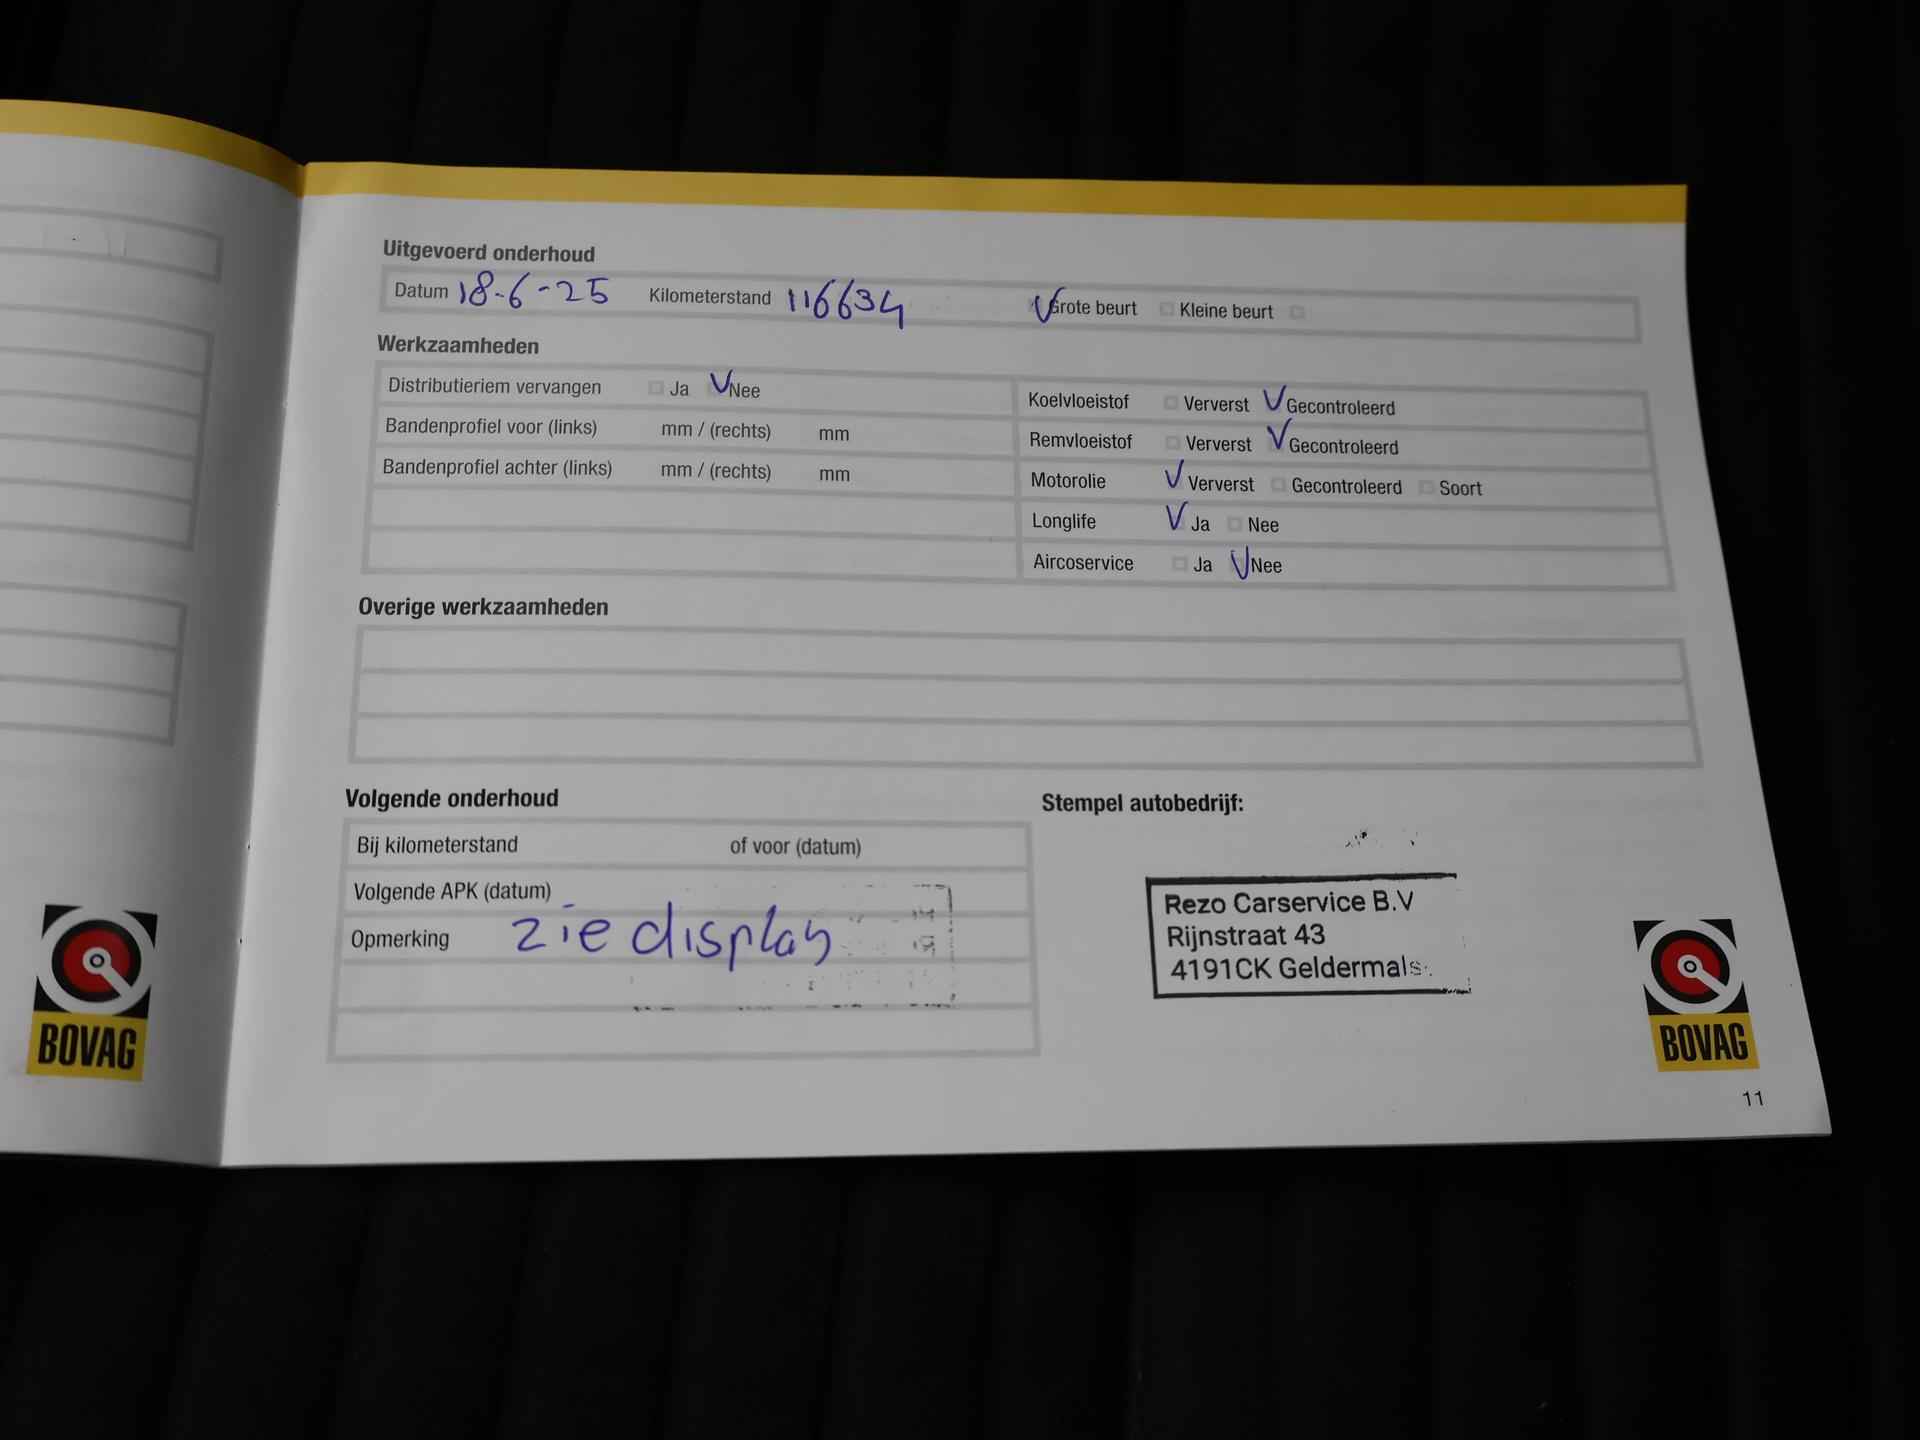 Uitgevoerd onderhoud
Datum 18-6-25 Kilometerstand 116634 Grote beurt Kleine beurt
Werkzaamheden
Distributieriem vervangen Ja Nee
Bandenprofiel voor (links) mm / (rechts) mm
Bandenprofiel achter (links) mm / (rechts) mm
Koelvloeistof Ververst Gecontroleerd
Remvloeistof Ververst Gecontroleerd
Motorolie Ververst Gecontroleerd Soort
Longlife Ja Nee
Aircoservice Ja Nee
Overige werkzaamheden
Volgende onderhoud
Bij kilometerstand of voor (datum)
Volgende APK (datum)
Opmerking zie display
Stempel autobedrijf:
Rezo Carservice B.V
Rijnstraat 43
4191CK Geldermals
BOVAG
BOVAG
11